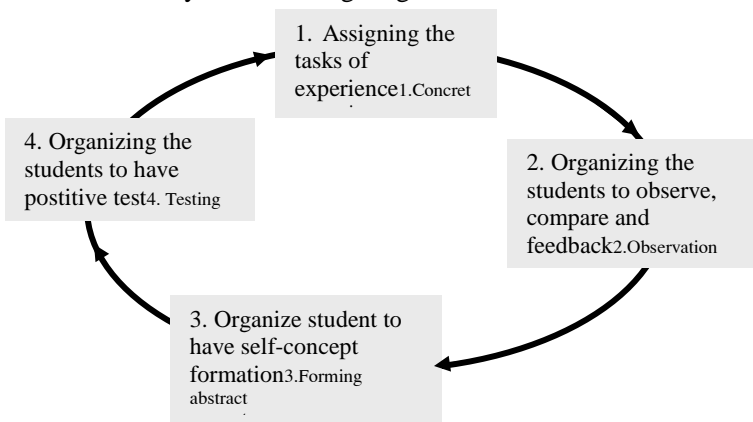 1. Assigning the
tasks of
experience1.Concret
2. Organizing the
students to observe,
compare and
feedback2.Observation
3. Organize student to
have self-concept
formation3.Forming
abstract
4. Organizing the
students to have
postitive test4. Testing